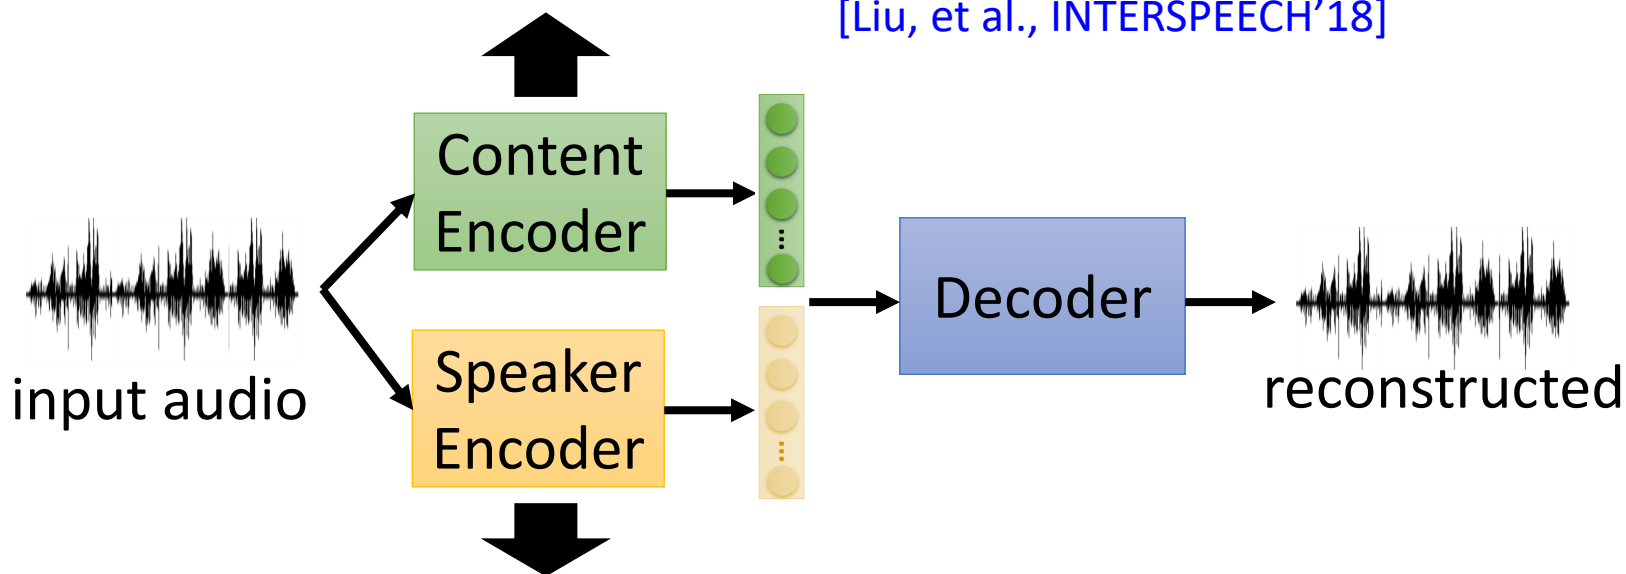 [Liu, et al., INTERSPEECH’18]
Content
Encoder
input audio
Speaker
Encoder
Decoder
reconstructed